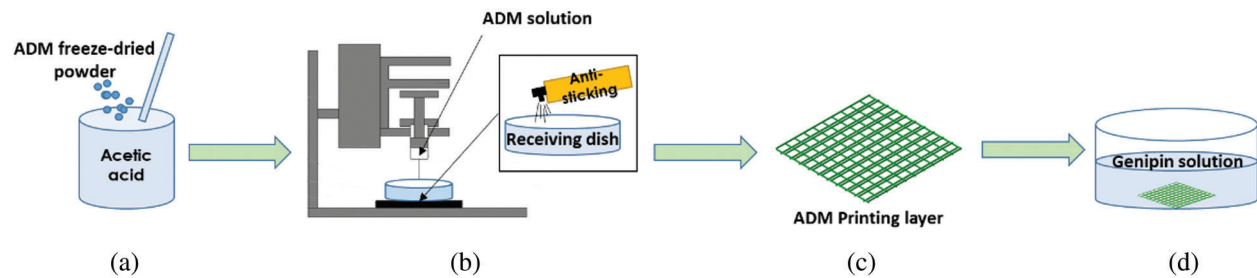 ADM freeze-dried
powder
Acetic
acid
ADM solution
Anti-
sticking
Receiving dish
ADM Printing layer
Genipin solution
(a)
(b)
(c)
(d)